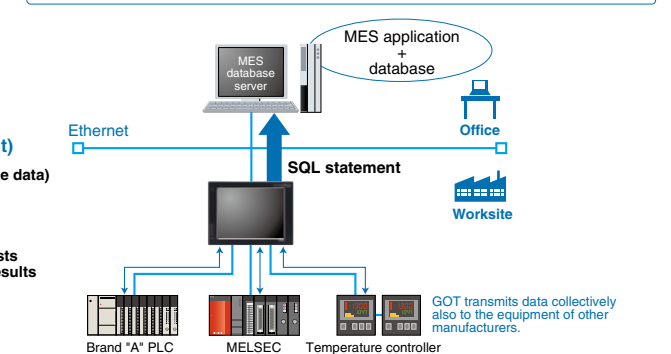 MES application
+
database
MES
database
server
Ethernet
Office
t)
SQL statement
e data)
Worksite
sts
esults
GOT transmits data collectively
also to the equipment of other
manufacturers.
Brand "A" PLC
MELSEC
Temperature controller